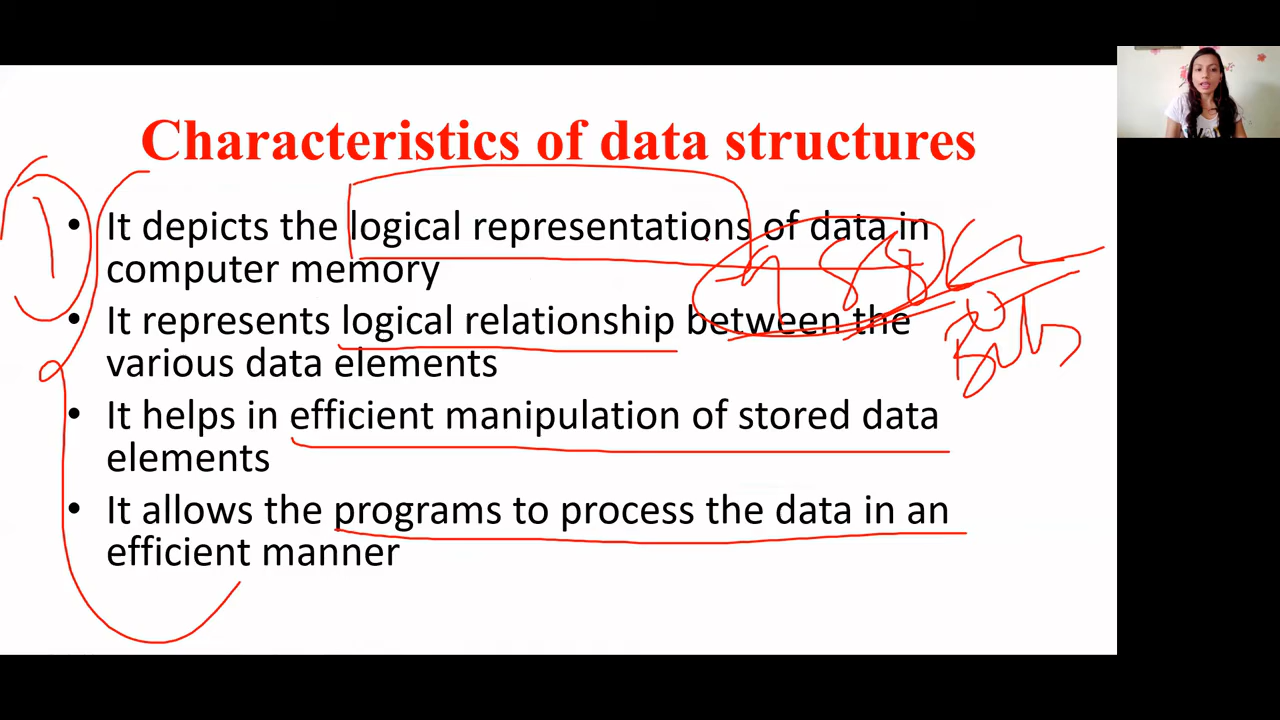 Characteristics of data structures
• It depicts the logical representations of data in
computer memory
• It represents logical relationship between the
various data elements
• It helps in efficient manipulation of stored data
elements
• It allows the programs to process the data in an
efficient manner